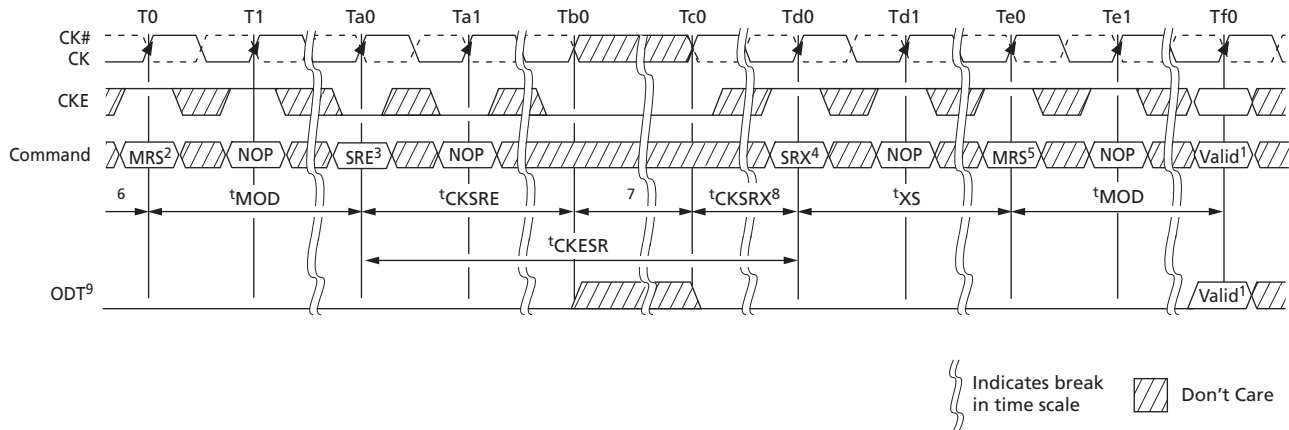 T0 T1 Ta0 Ta1 Tb0 Tc0 Td0 Td1 Te0 Te1 Tf0
CK#
CK
CKE
Command MRS2 NOP SRE3 NOP SRX4 NOP MRS5 NOP Valid1
6 tMOD tCKSRE 7 tCKSRX8 tXS tMOD
tCKESR
ODT9 Valid1
Indicates break
in time scale
Don't Care